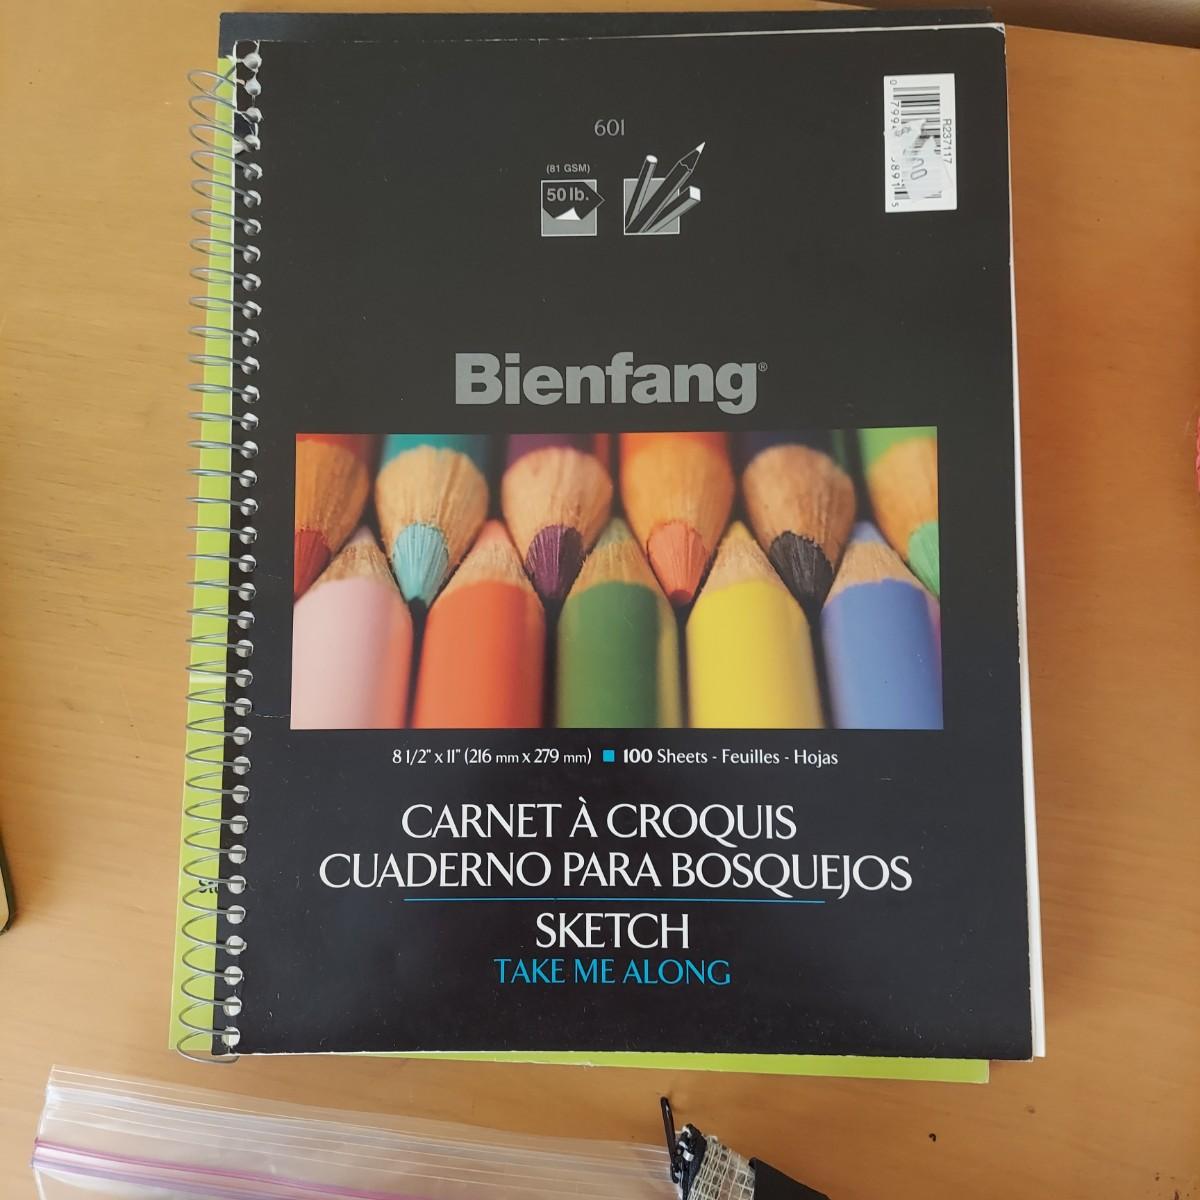 601
(81 GSM)
50 lb.
R237117
Bienfang®
8 1/2" x 11" (216 mm x 279 mm) ■ 100 Sheets - Feuilles - Hojas
CARNET À CROQUIS
CUADERNO PARA BOSQUEJOS
SKETCH
TAKE ME ALONG